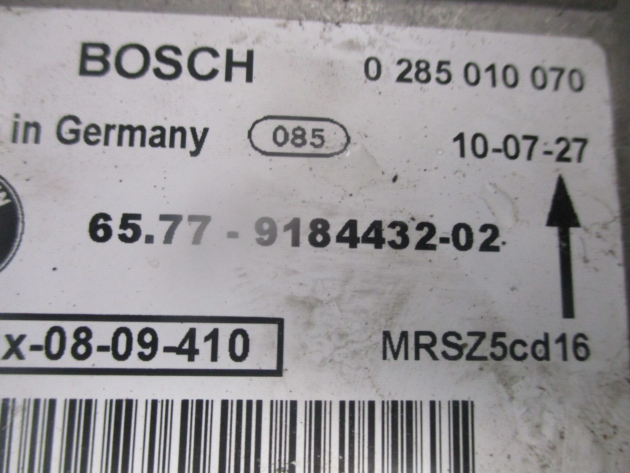 BOSCH 0 285 010 070
in Germany 085 10-07-27
65.77 - 9184432-02
x-08-09-410 MRSZ5cd16